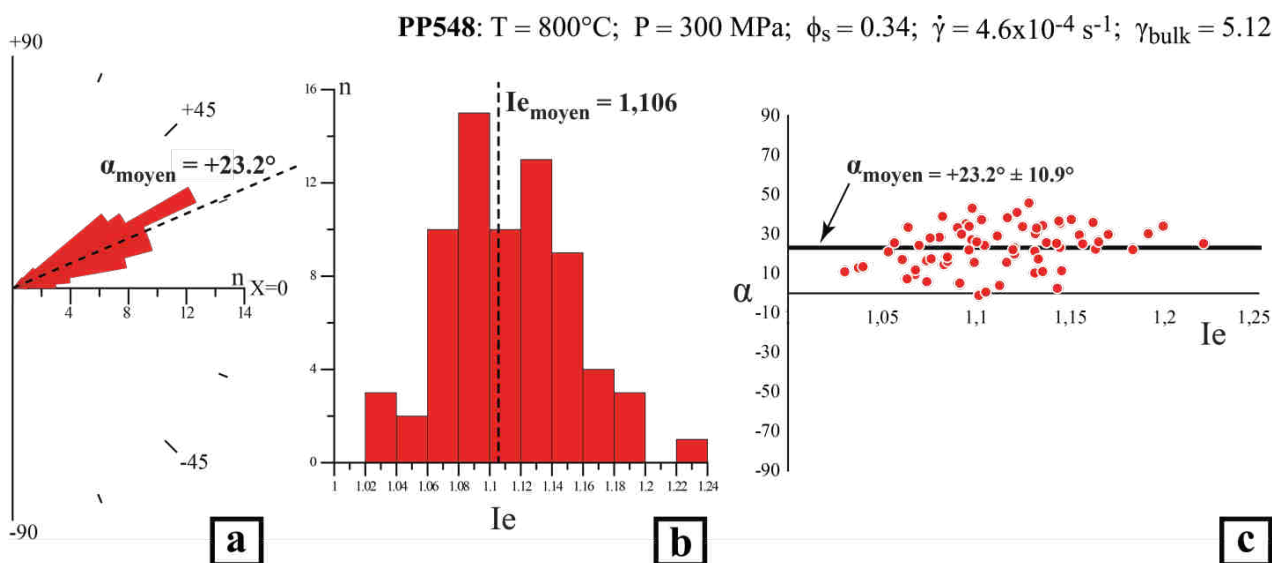 PP548: T = 800°C; P = 300 MPa; ϕs = 0.34; γ̇ = 4.6x10⁻⁴ s⁻¹; γbulk = 5.12
+90
+45
αmoyen = +23.2°
n X=0
4 8 12 14
-45
-90
a
n
Iemoyen = 1,106
16
12
8
4
0
1 1.02 1.04 1.06 1.08 1.1 1.12 1.14 1.16 1.18 1.2 1.22 1.24
Ie
b
90
70
αmoyen = +23.2° ± 10.9°
50
30
10
α
-10
1,05 1,1 1,15 1,2 1,25
Ie
-30
-50
-70
-90
c